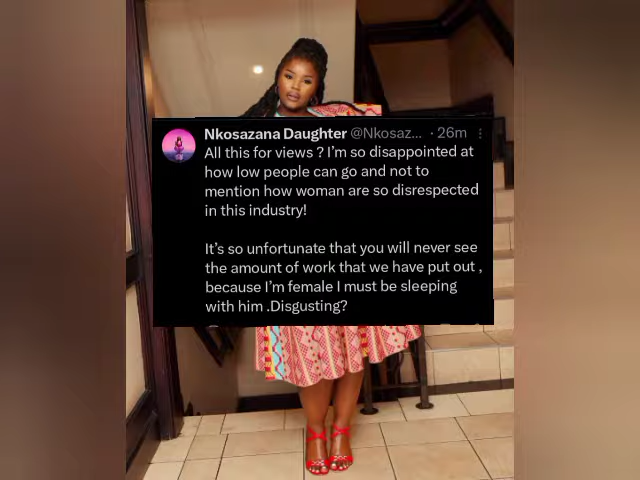 Nkosazana Daughter @Nkosaz... · 26m
All this for views ? I'm so disappointed at
how low people can go and not to
mention how woman are so disrespected
in this industry!
It's so unfortunate that you will never see
the amount of work that we have put out ,
because I'm female I must be sleeping
with him .Disgusting?